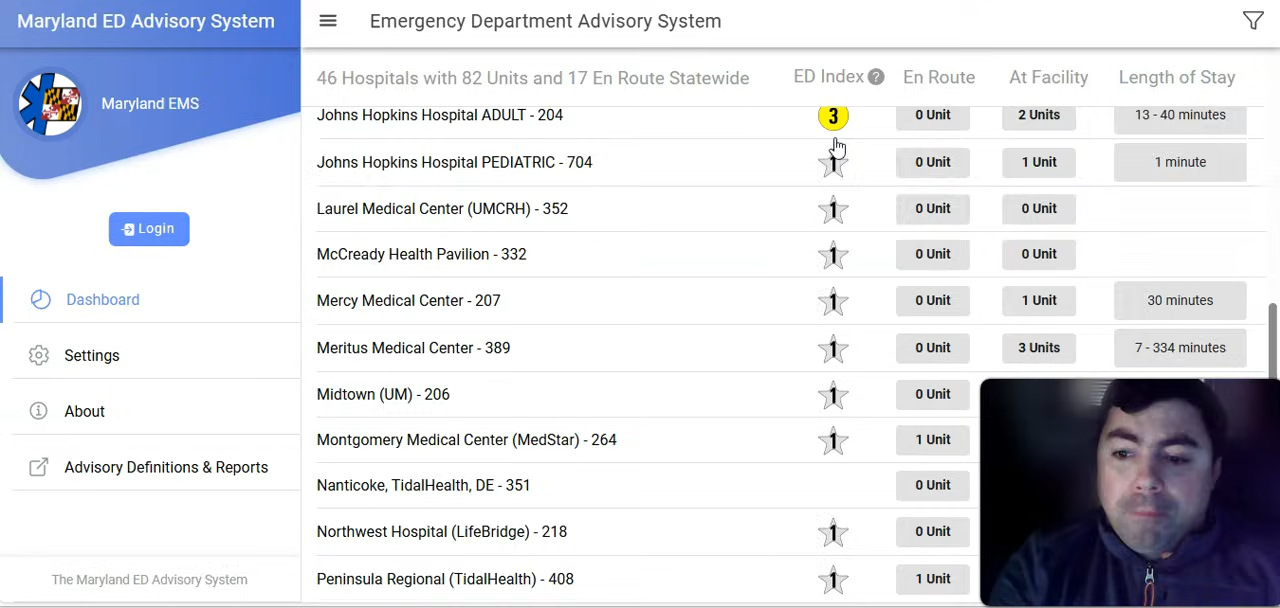 Maryland ED Advisory System
Emergency Department Advisory System
Maryland EMS
Login
Dashboard
Settings
About
Advisory Definitions & Reports
The Maryland ED Advisory System
46 Hospitals with 82 Units and 17 En Route Statewide ED Index ? En Route At Facility Length of Stay
Johns Hopkins Hospital ADULT - 204 3 0 Unit 2 Units 13 - 40 minutes
Johns Hopkins Hospital PEDIATRIC - 704 1 0 Unit 1 Unit 1 minute
Laurel Medical Center (UMCRH) - 352 1 0 Unit 0 Unit
McCready Health Pavilion - 332 1 0 Unit 0 Unit
Mercy Medical Center - 207 1 0 Unit 1 Unit 30 minutes
Meritus Medical Center - 389 1 0 Unit 3 Units 7 - 334 minutes
Midtown (UM) - 206 1 0 Unit
Montgomery Medical Center (MedStar) - 264 1 1 Unit
Nanticoke, TidalHealth, DE - 351 0 Unit
Northwest Hospital (LifeBridge) - 218 1 0 Unit
Peninsula Regional (TidalHealth) - 408 1 1 Unit